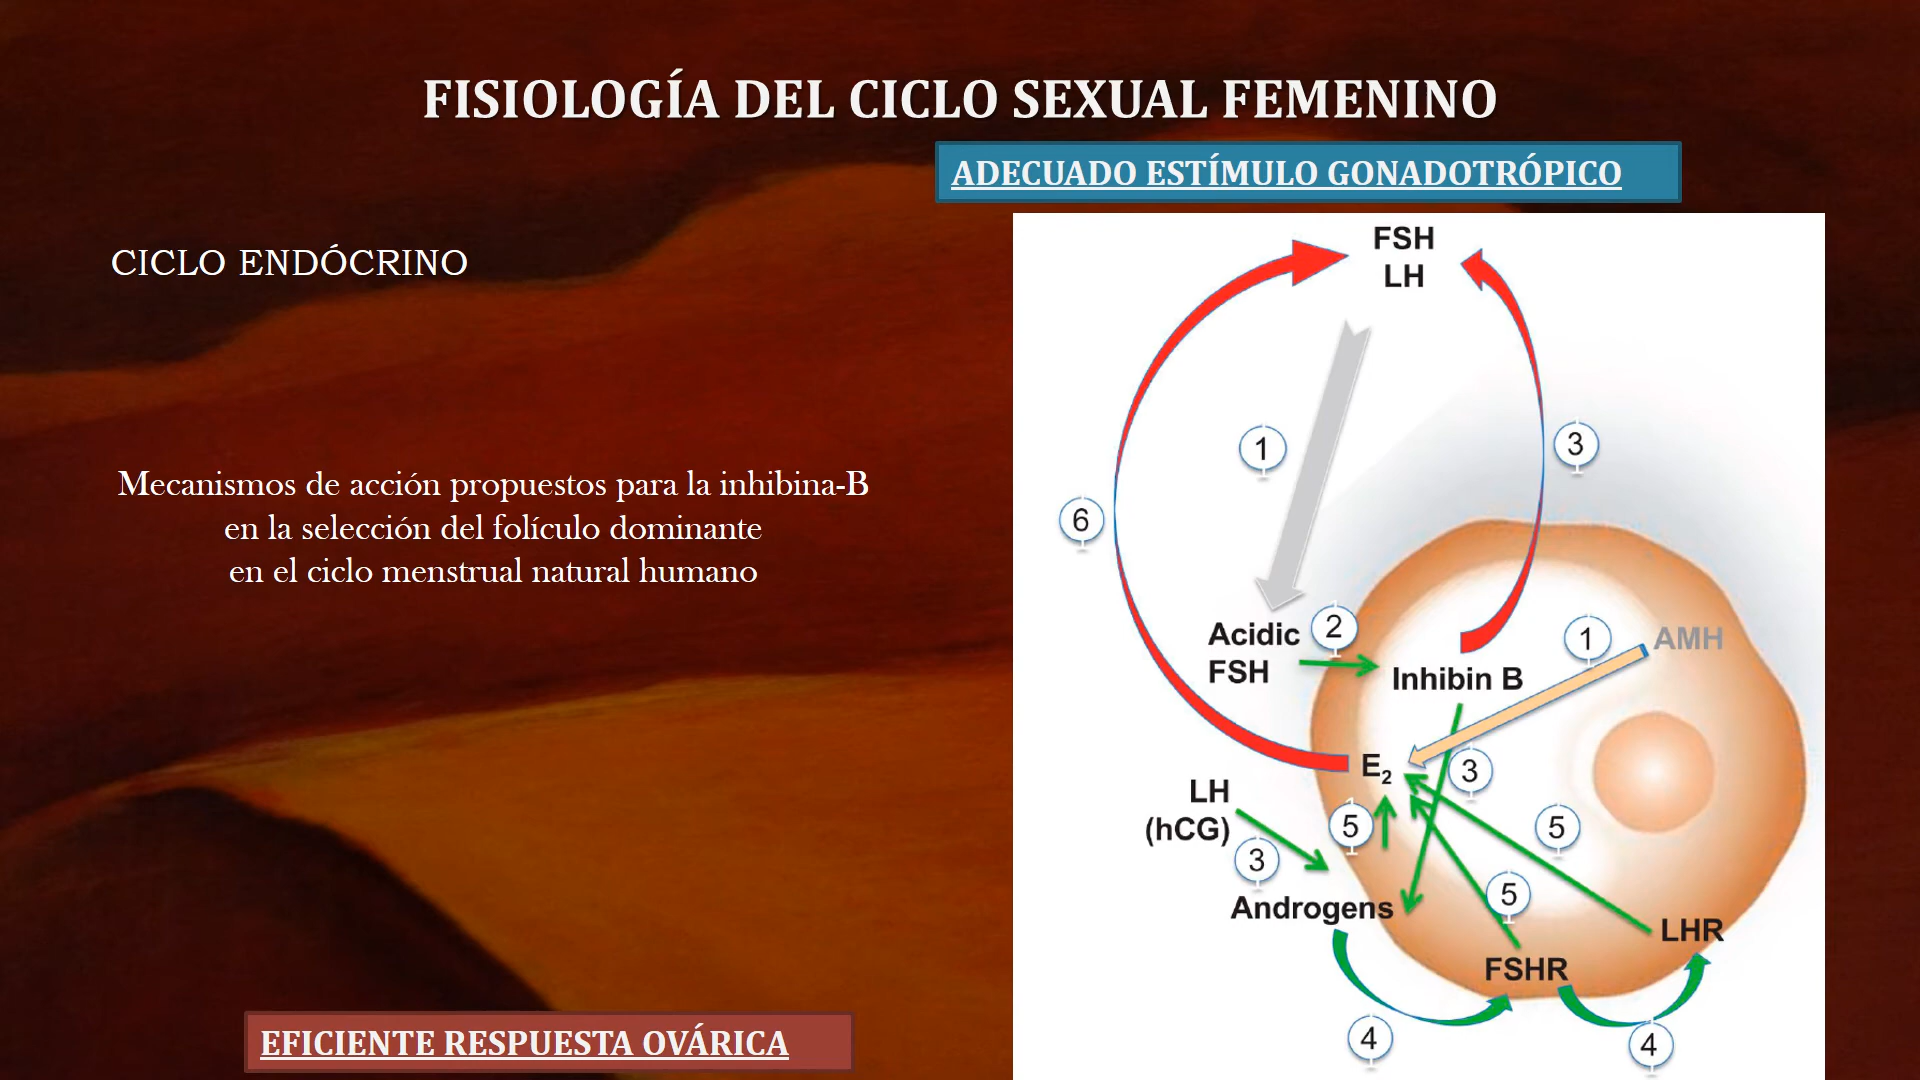 FISIOLOGÍA DEL CICLO SEXUAL FEMENINO
ADECUADO ESTÍMULO GONADOTRÓPICO
CICLO ENDÓCRINO
Mecanismos de acción propuestos para la inhibina-B
en la selección del folículo dominante
en el ciclo menstrual natural humano
EFICIENTE RESPUESTA OVÁRICA
FSH
LH
1
3
6
Acidic
FSH
2
Inhibin B
1
AMH
E₂
3
LH
(hCG)
3
5
5
5
Androgens
LHR
FSHR
4
4